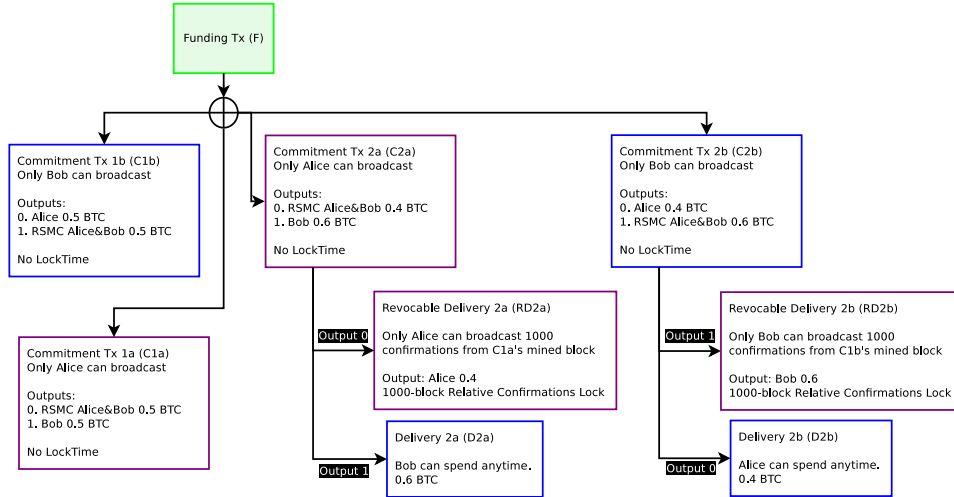 Funding Tx (F)
Commitment Tx 1b (C1b)
Only Bob can broadcast
Outputs:
0. Alice 0.5 BTC
1. RSMC Alice&Bob 0.5 BTC
No LockTime
Commitment Tx 2a (C2a)
Only Alice can broadcast
Outputs:
0. RSMC Alice&Bob 0.4 BTC
1. Bob 0.6 BTC
No LockTime
Commitment Tx 2b (C2b)
Only Bob can broadcast
Outputs:
0. Alice 0.4 BTC
1. RSMC Alice&Bob 0.6 BTC
No LockTime
Commitment Tx 1a (C1a)
Only Alice can broadcast
Outputs:
0. RSMC Alice&Bob 0.5 BTC
1. Bob 0.5 BTC
No LockTime
Output 0
Revocable Delivery 2a (RD2a)
Only Alice can broadcast 1000
confirmations from C1a's mined block
Output: Alice 0.4
1000-block Relative Confirmations Lock
Output 1
Revocable Delivery 2b (RD2b)
Only Bob can broadcast 1000
confirmations from C1b's mined block
Output: Bob 0.6
1000-block Relative Confirmations Lock
Output 1
Delivery 2a (D2a)
Bob can spend anytime.
0.6 BTC
Output 0
Delivery 2b (D2b)
Alice can spend anytime.
0.4 BTC